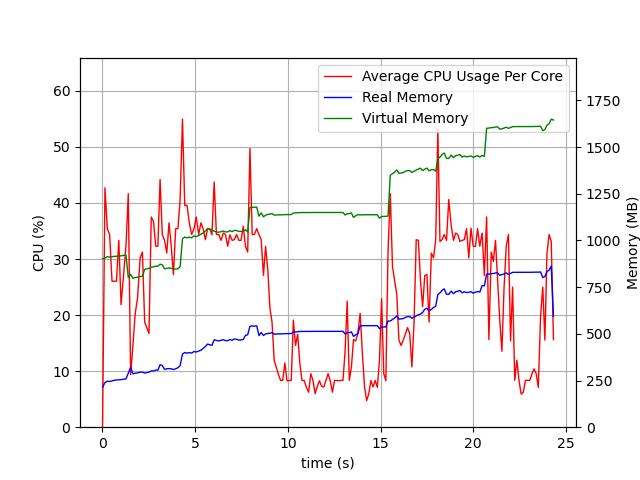 Average CPU Usage Per Core
Real Memory
Virtual Memory
CPU (%)
60
50
40
30
20
10
0
1750
1500
1250
1000
750
500
250
0
Memory (MB)
0 5 10 15 20 25
time (s)